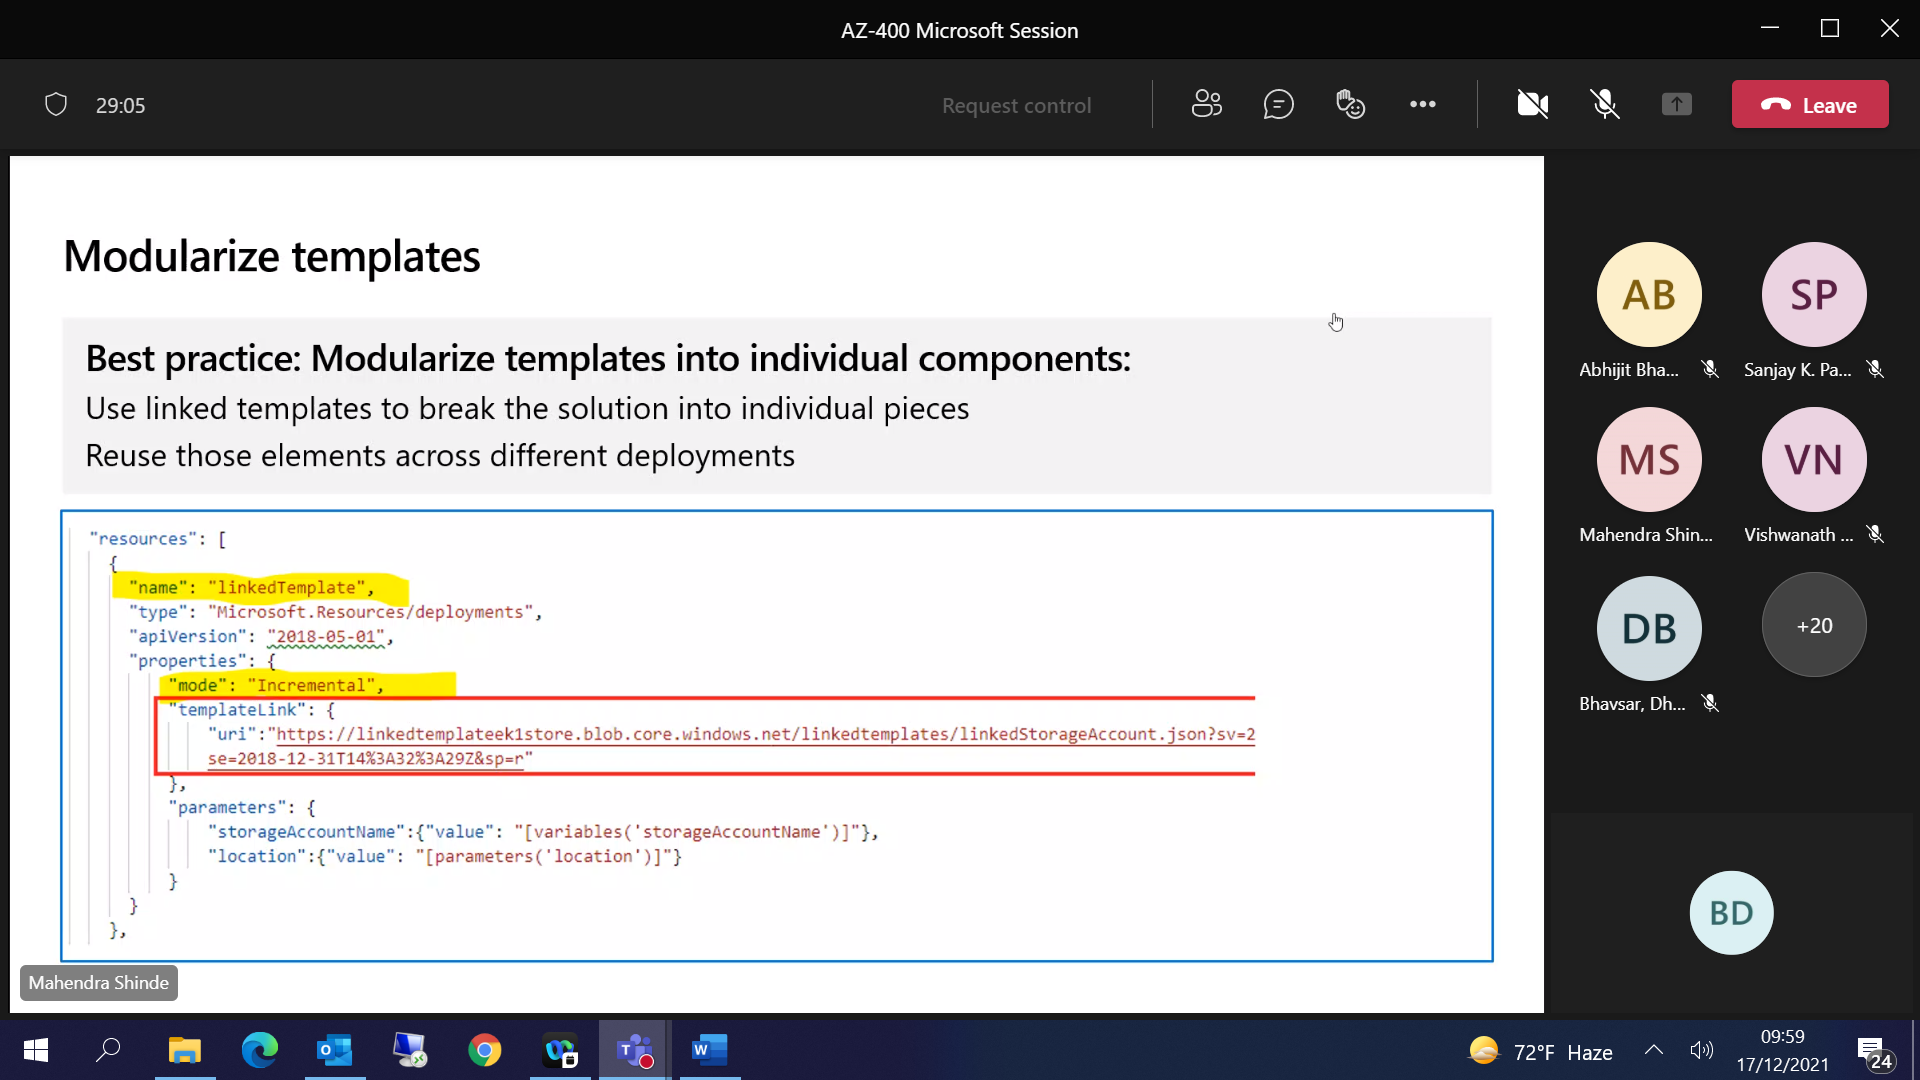 AZ-400 Microsoft Session
29:05
Request control
Leave
Modularize templates
Best practice: Modularize templates into individual components:
Use linked templates to break the solution into individual pieces
Reuse those elements across different deployments
"resources": [
{
"name": "linkedTemplate",
"type": "Microsoft.Resources/deployments",
"apiVersion": "2018-05-01",
"properties": {
"mode": "Incremental",
"templateLink": {
"uri":"https://linkedtemplateek1store.blob.core.windows.net/linkedtemplates/linkedStorageAccount.json?sv=2
se=2018-12-31T14%3A32%3A29Z&sp=r"
},
"parameters": {
"storageAccountName":{"value": "[variables('storageAccountName')]"},
"location":{"value": "[parameters('location')]"}
}
}
},
Mahendra Shinde
AB
SP
Abhijit Bha...
Sanjay K. Pa...
MS
VN
Mahendra Shin...
Vishwanath ...
DB
+20
Bhavsar, Dh...
BD
72°F Haze
09:59
17/12/2021
24